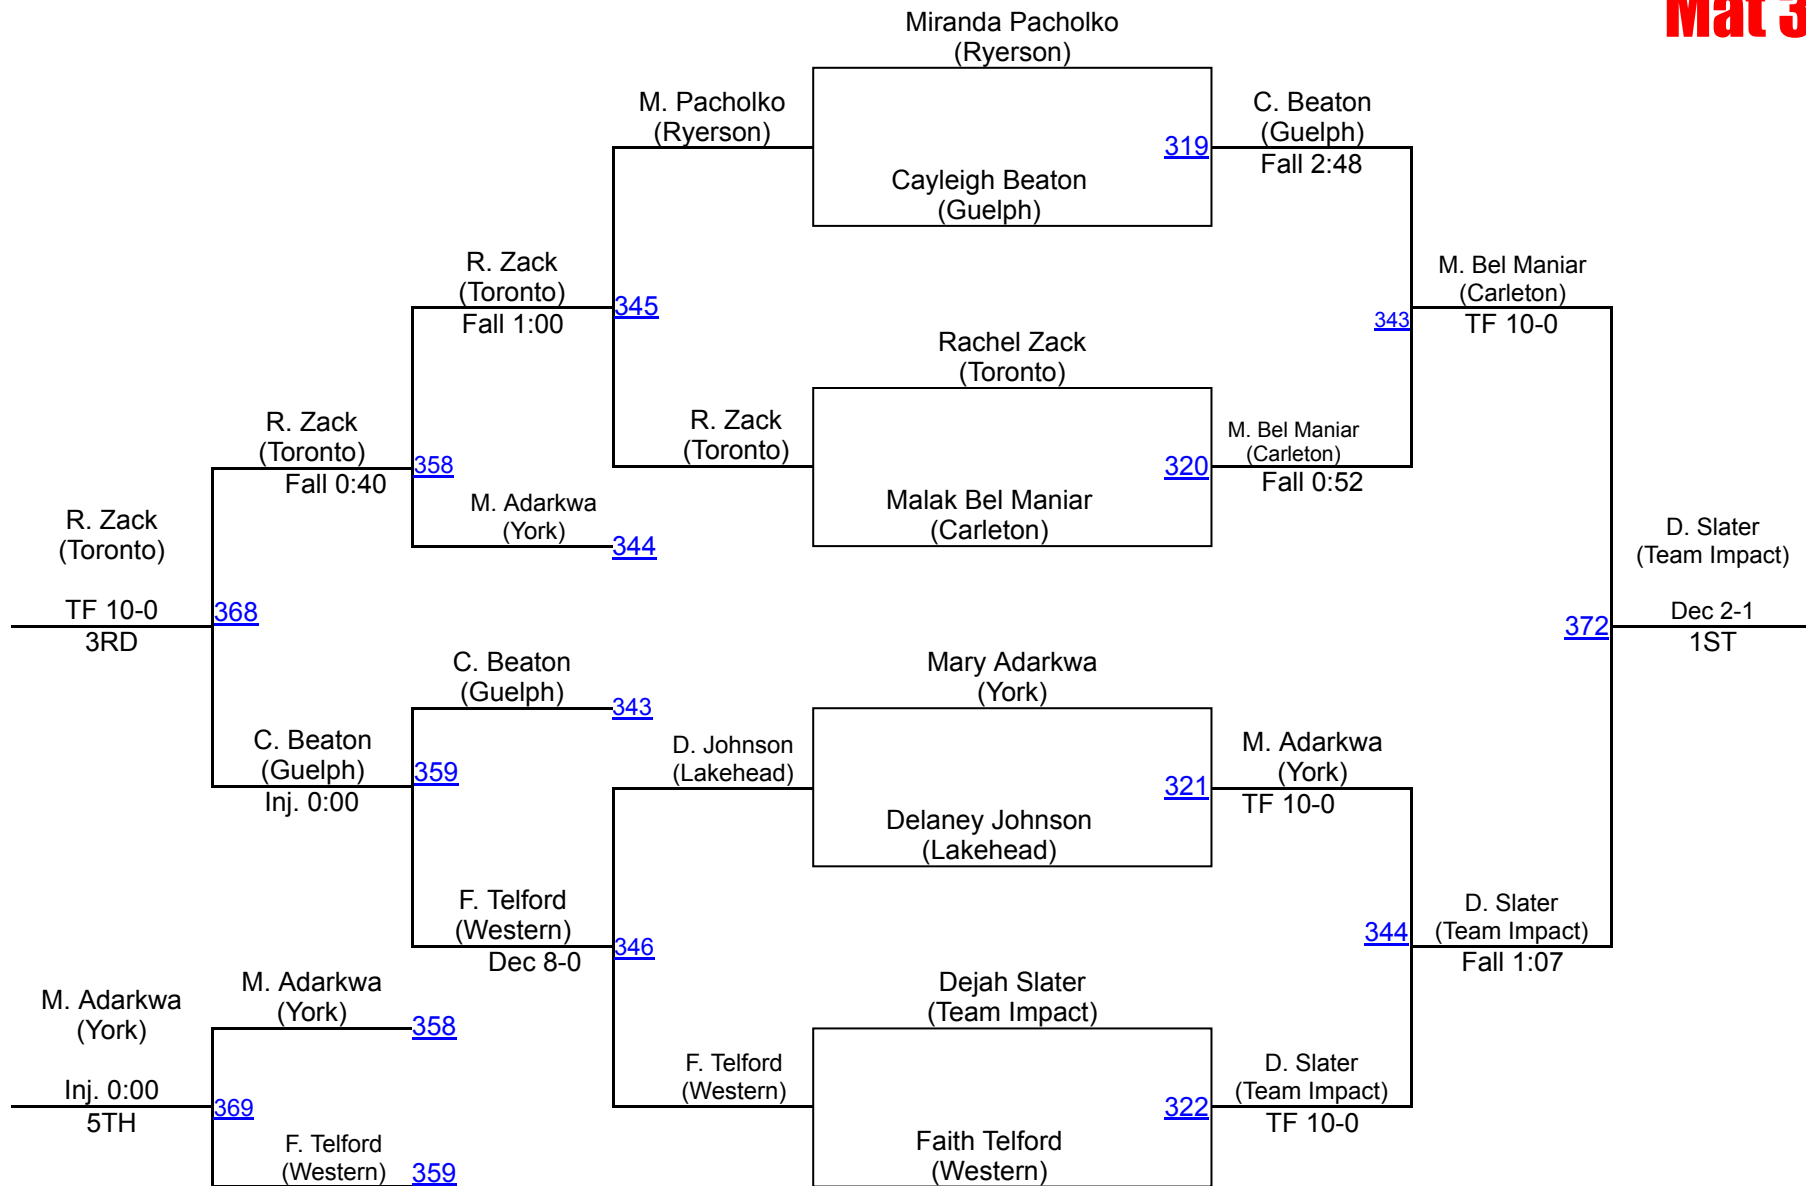 Mat 3
Miranda Pacholko
(Ryerson)
M. Pacholko
(Ryerson)
C. Beaton
(Guelph)
319
Fall 2:48
Cayleigh Beaton
(Guelph)
R. Zack
(Toronto)
345
Fall 1:00
M. Bel Maniar
(Carleton)
343
TF 10-0
Rachel Zack
(Toronto)
R. Zack
(Toronto)
358
Fall 0:40
R. Zack
(Toronto)
M. Bel Maniar
(Carleton)
320
Fall 0:52
M. Adarkwa
(York)
344
Malak Bel Maniar
(Carleton)
R. Zack
(Toronto)
TF 10-0
368
3RD
D. Slater
(Team Impact)
372
Dec 2-1
1ST
C. Beaton
(Guelph)
343
Mary Adarkwa
(York)
C. Beaton
(Guelph)
359
Inj. 0:00
D. Johnson
(Lakehead)
M. Adarkwa
(York)
321
TF 10-0
Delaney Johnson
(Lakehead)
F. Telford
(Western)
346
Dec 8-0
D. Slater
(Team Impact)
344
Fall 1:07
M. Adarkwa
(York)
M. Adarkwa
(York)
358
Dejah Slater
(Team Impact)
Inj. 0:00
369
5TH
F. Telford
(Western)
D. Slater
(Team Impact)
322
TF 10-0
F. Telford
(Western)
359
Faith Telford
(Western)